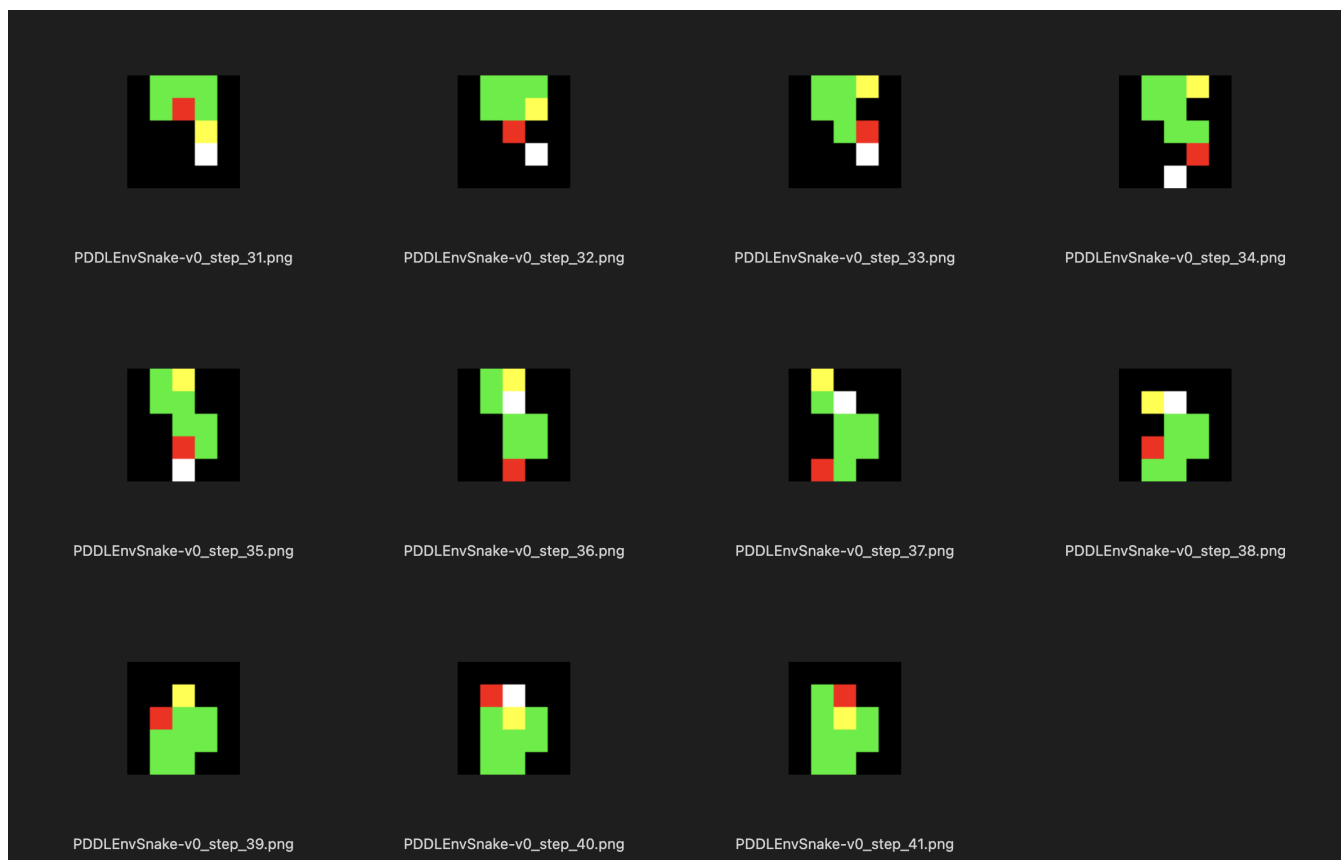 PDDLEnvSnake-v0_step_31.png
PDDLEnvSnake-v0_step_32.png
PDDLEnvSnake-v0_step_33.png
PDDLEnvSnake-v0_step_34.png
PDDLEnvSnake-v0_step_35.png
PDDLEnvSnake-v0_step_36.png
PDDLEnvSnake-v0_step_37.png
PDDLEnvSnake-v0_step_38.png
PDDLEnvSnake-v0_step_39.png
PDDLEnvSnake-v0_step_40.png
PDDLEnvSnake-v0_step_41.png